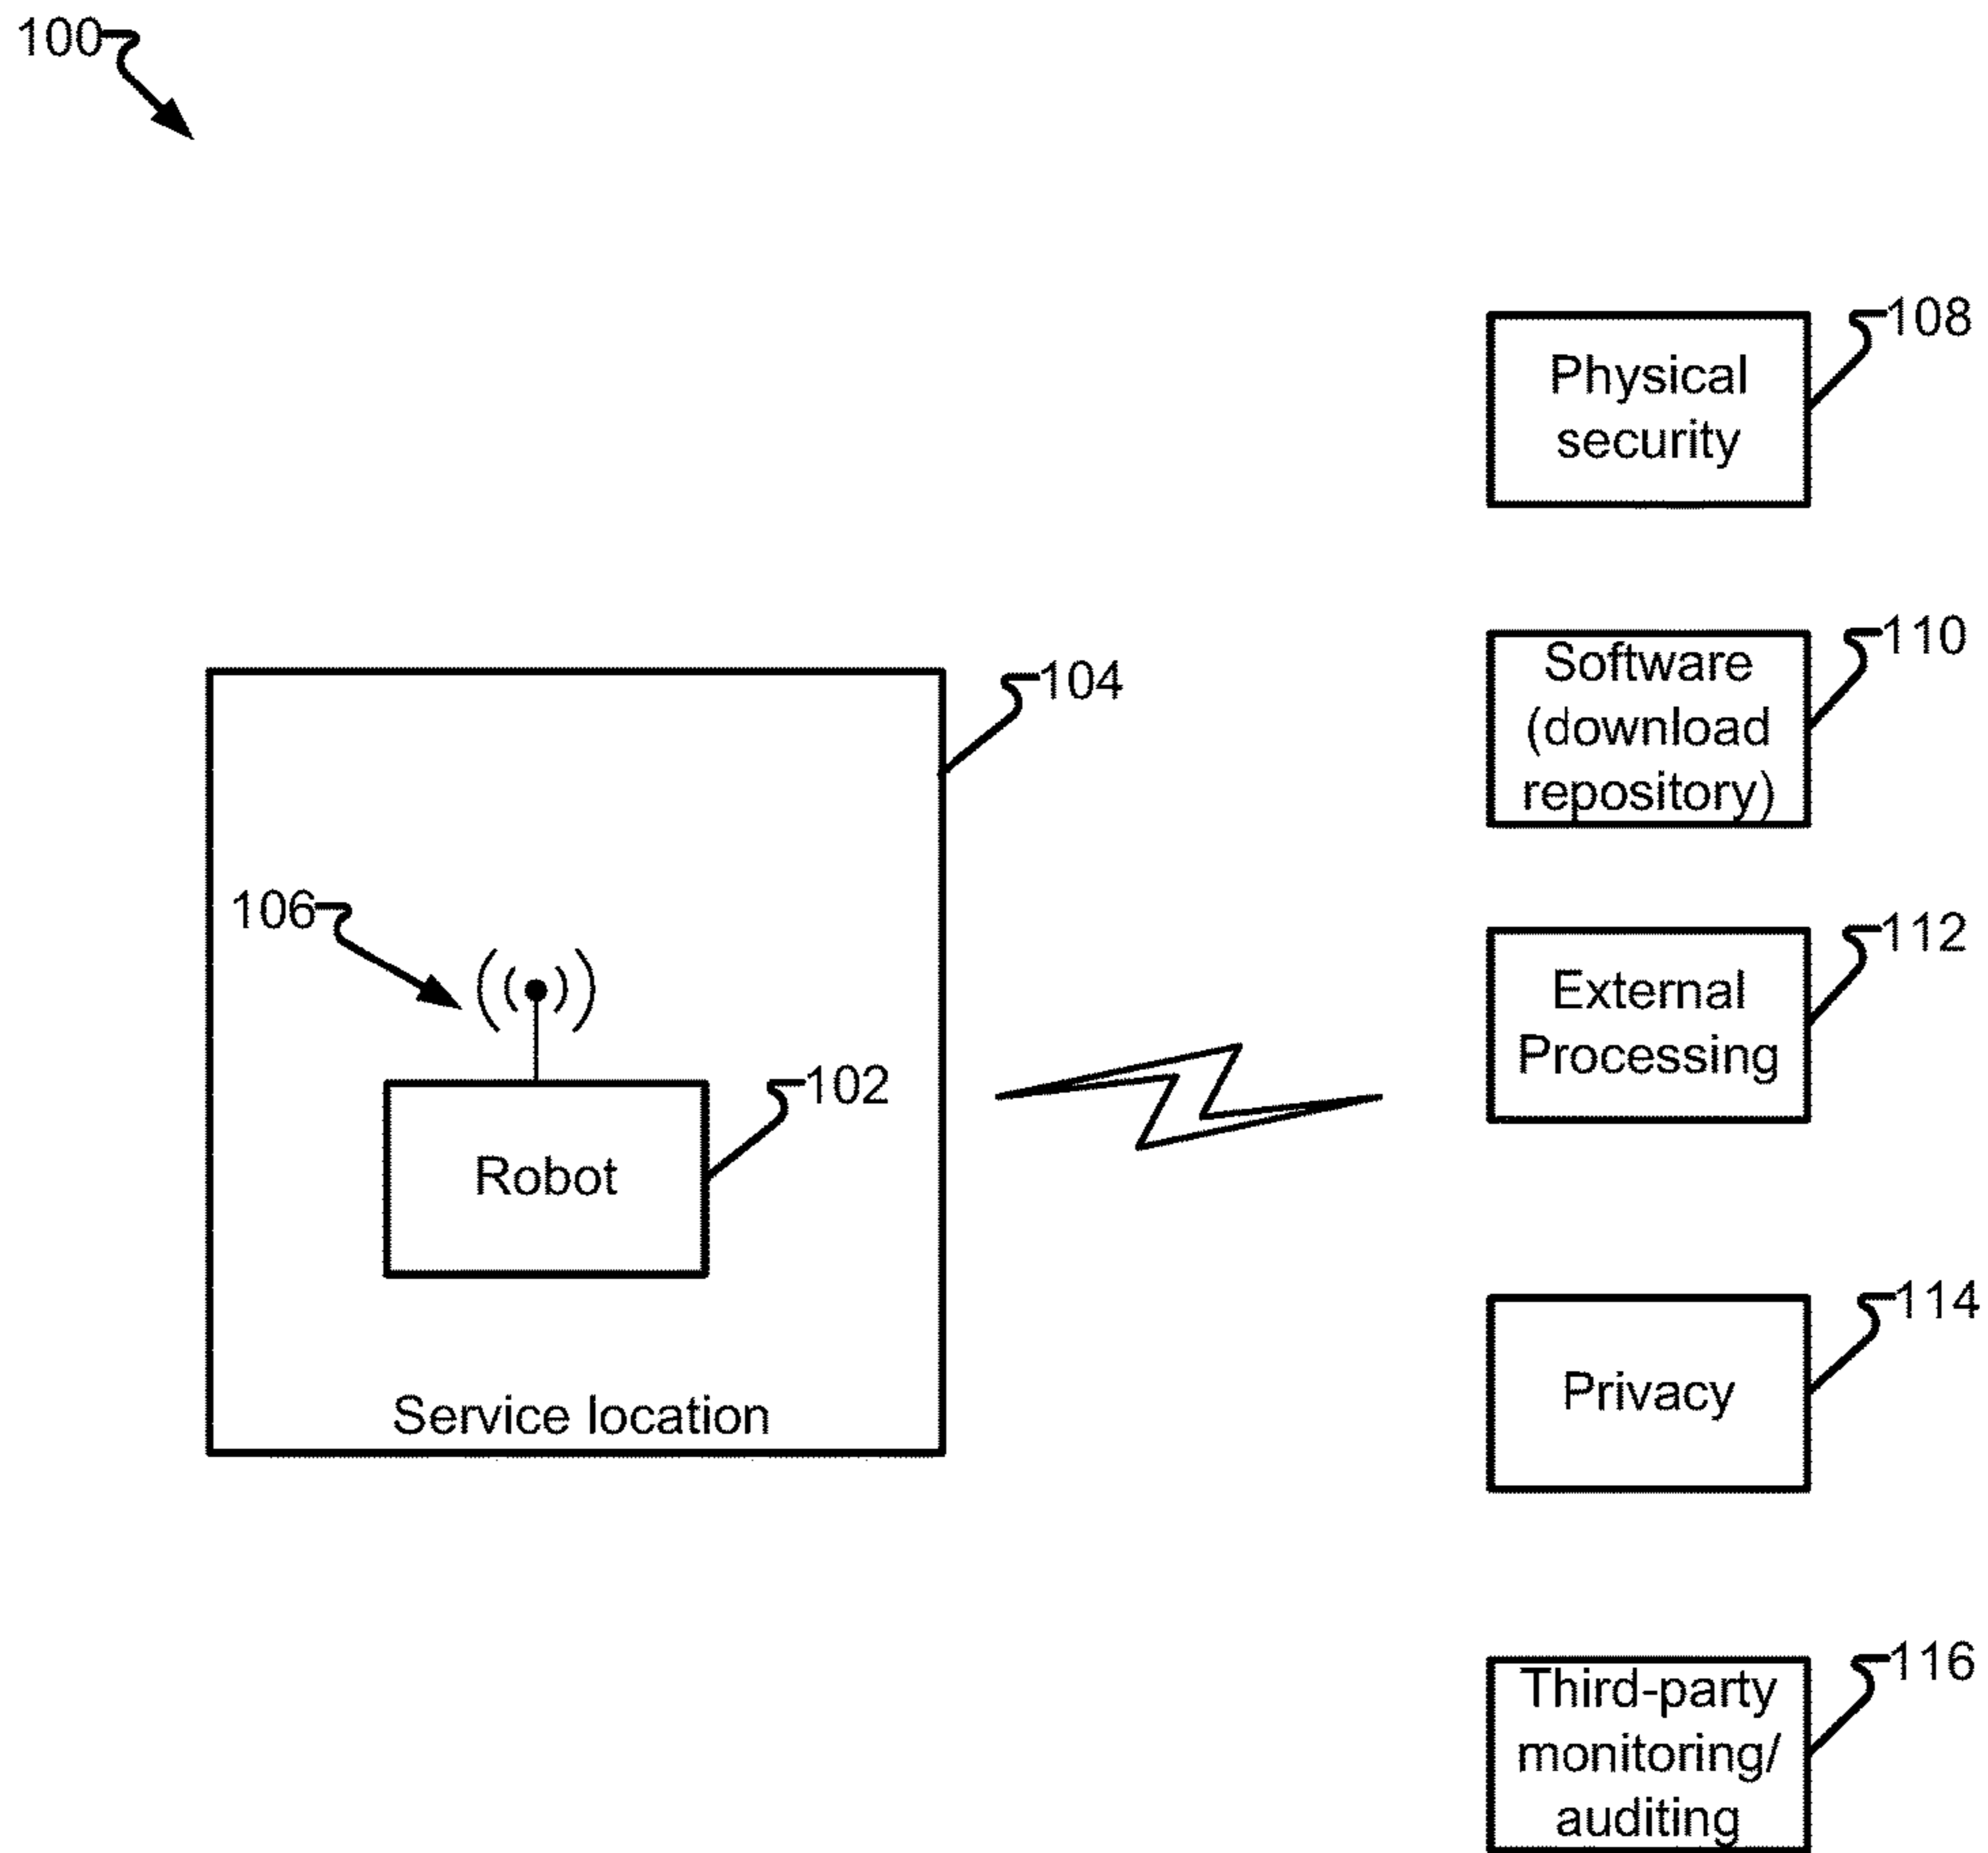 100
108
Physical
security
110
Software
(download
repository)
104
106
112
External
Processing
102
Robot
114
Privacy
Service location
116
Third-party
monitoring/
auditing